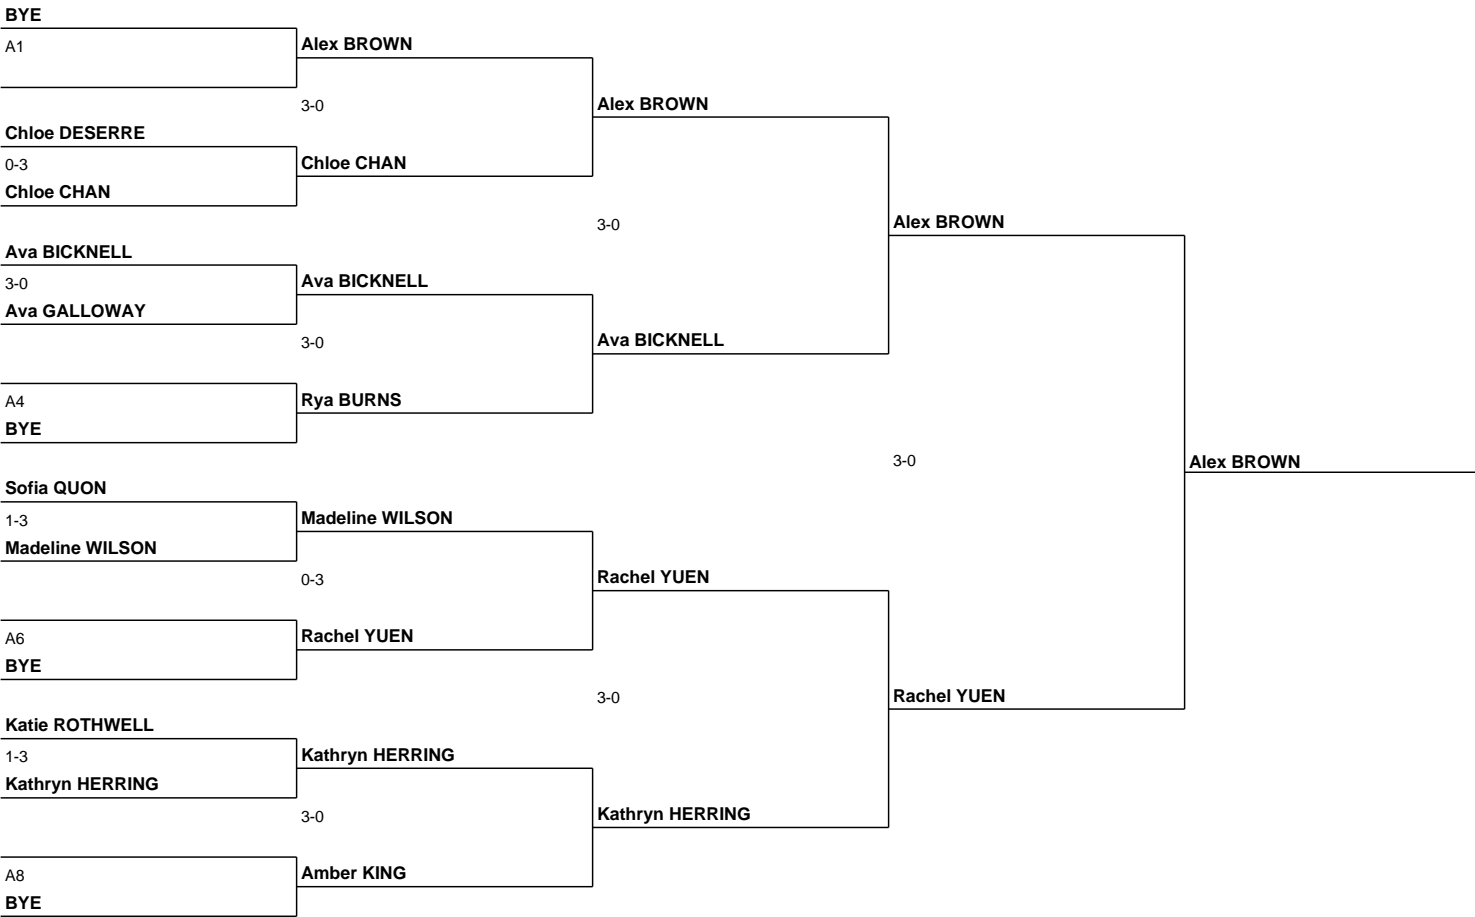 BYE
A1
Chloe DESERRE
0-3
Chloe CHAN
Ava BICKNELL
3-0
Ava GALLOWAY
A4
BYE
Sofia QUON
1-3
Madeline WILSON
A6
BYE
Katie ROTHWELL
1-3
Kathryn HERRING
A8
BYE
Alex BROWN
3-0
Chloe CHAN
Ava BICKNELL
3-0
Rya BURNS
Madeline WILSON
0-3
Rachel YUEN
Kathryn HERRING
3-0
Amber KING
Alex BROWN
3-0
Ava BICKNELL
Rachel YUEN
3-0
Kathryn HERRING
Alex BROWN
3-0
Rachel YUEN
Alex BROWN